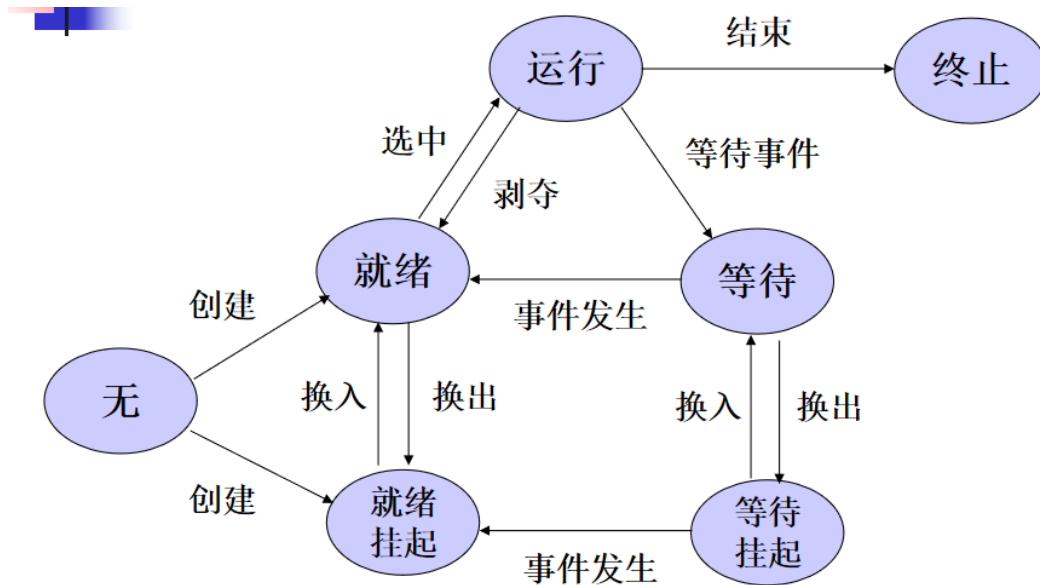 结束
运行
终止
选中
等待事件
剥夺
就绪
等待
创建
事件发生
无
换入
换出
换入
换出
创建
就绪
挂起
等待
挂起
事件发生